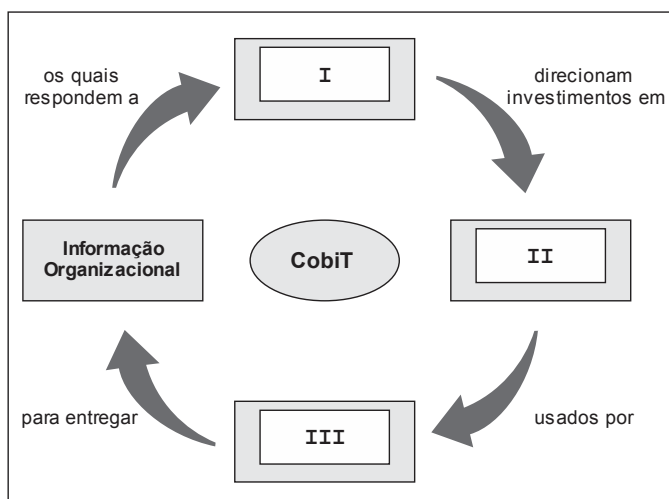 os quais
respondem a
I
direcionam
investimentos em
Informação
Organizacional
CobiT
II
para entregar
III
usados por